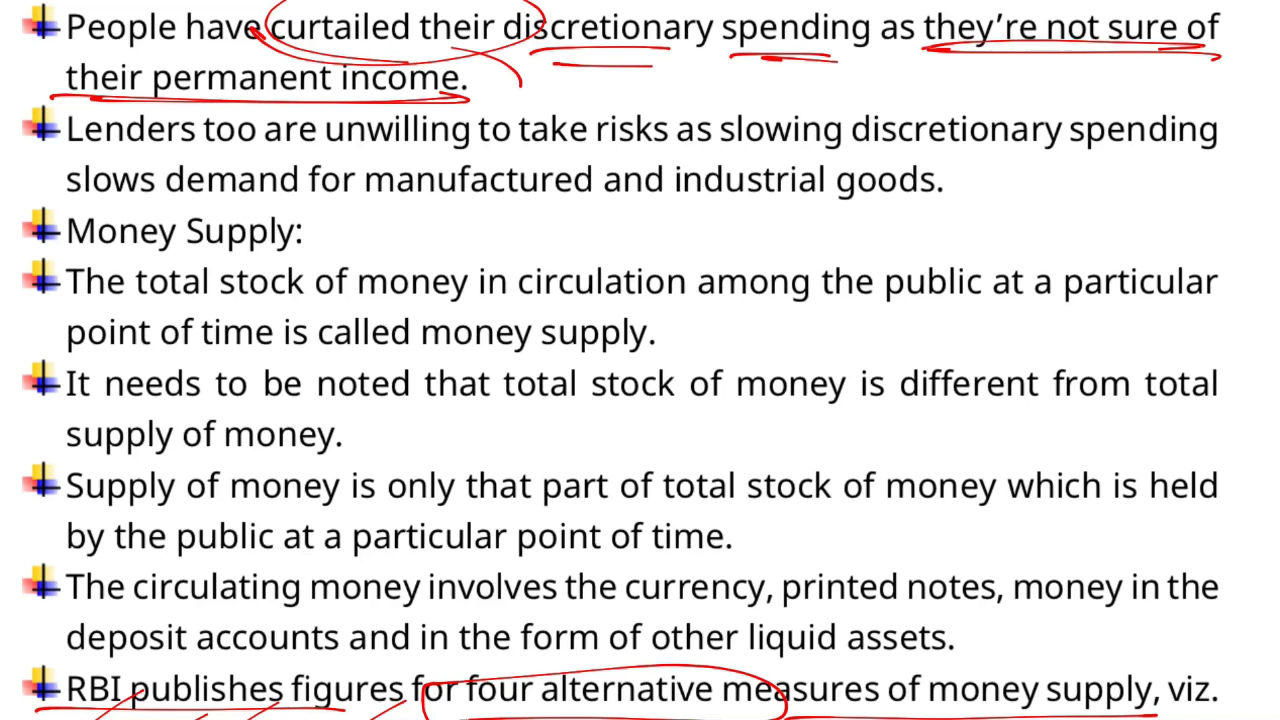 People have curtailed their discretionary spending as they’re not sure of
their permanent income.
Lenders too are unwilling to take risks as slowing discretionary spending
slows demand for manufactured and industrial goods.
Money Supply:
The total stock of money in circulation among the public at a particular
point of time is called money supply.
It needs to be noted that total stock of money is different from total
supply of money.
Supply of money is only that part of total stock of money which is held
by the public at a particular point of time.
The circulating money involves the currency, printed notes, money in the
deposit accounts and in the form of other liquid assets.
RBI publishes figures for four alternative measures of money supply, viz.